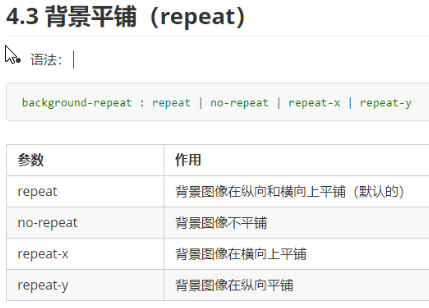 4.3 背景平铺（repeat）
语法：
background-repeat : repeat | no-repeat | repeat-x | repeat-y
参数 作用
repeat 背景图像在纵向和横向上平铺（默认的）
no-repeat 背景图像不平铺
repeat-x 背景图像在横向上平铺
repeat-y 背景图像在纵向平铺